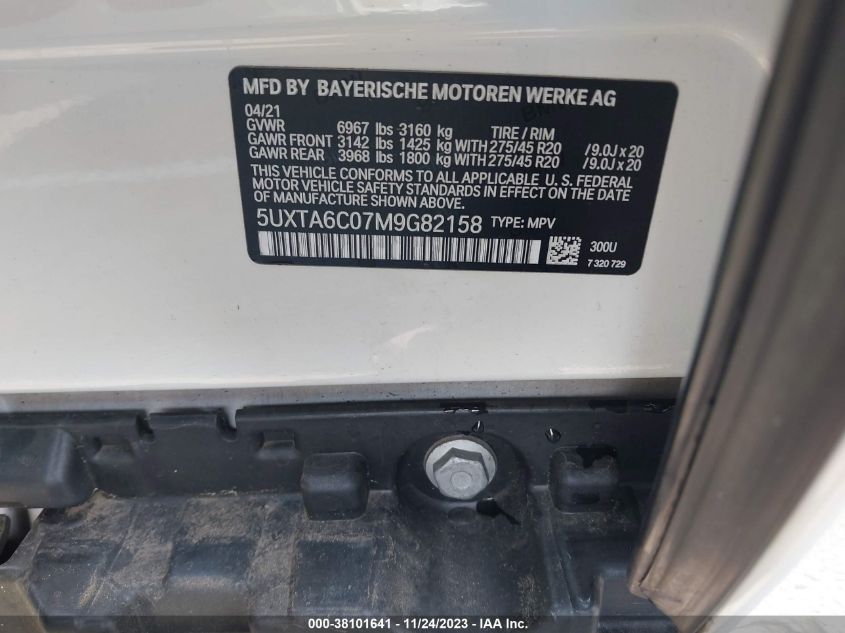 MFD BY BAYERISCHE MOTOREN WERKE AG
04/21
GVWR 6967 lbs 3160 kg TIRE / RIM
GAWR FRONT 3142 lbs 1425 kg WITH 275/45 R20 /9.0J x 20
GAWR REAR 3968 lbs 1800 kg WITH 275/45 R20 /9.0J x 20
THIS VEHICLE CONFORMS TO ALL APPLICABLE U. S. FEDERAL
MOTOR VEHICLE SAFETY STANDARDS IN EFFECT ON THE DATE
OF MANUFACTURE SHOWN ABOVE.
5UXTA6C07M9G82158 TYPE: MPV
300U
7 320 729
000-38101641 - 11/24/2023 - IAA Inc.